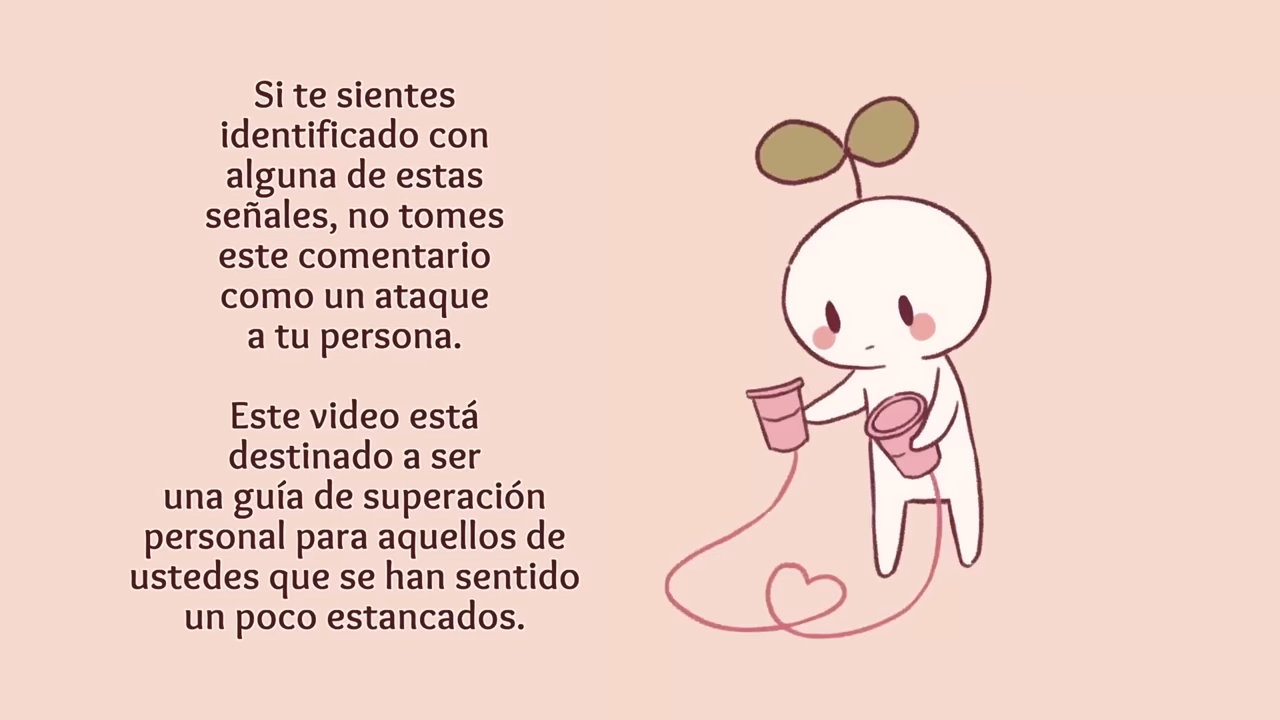 Si te sientes
identificado con
alguna de estas
señales, no tomes
este comentario
como un ataque
a tu persona.
Este video está
destinado a ser
una guía de superación
personal para aquellos de
ustedes que se han sentido
un poco estancados.